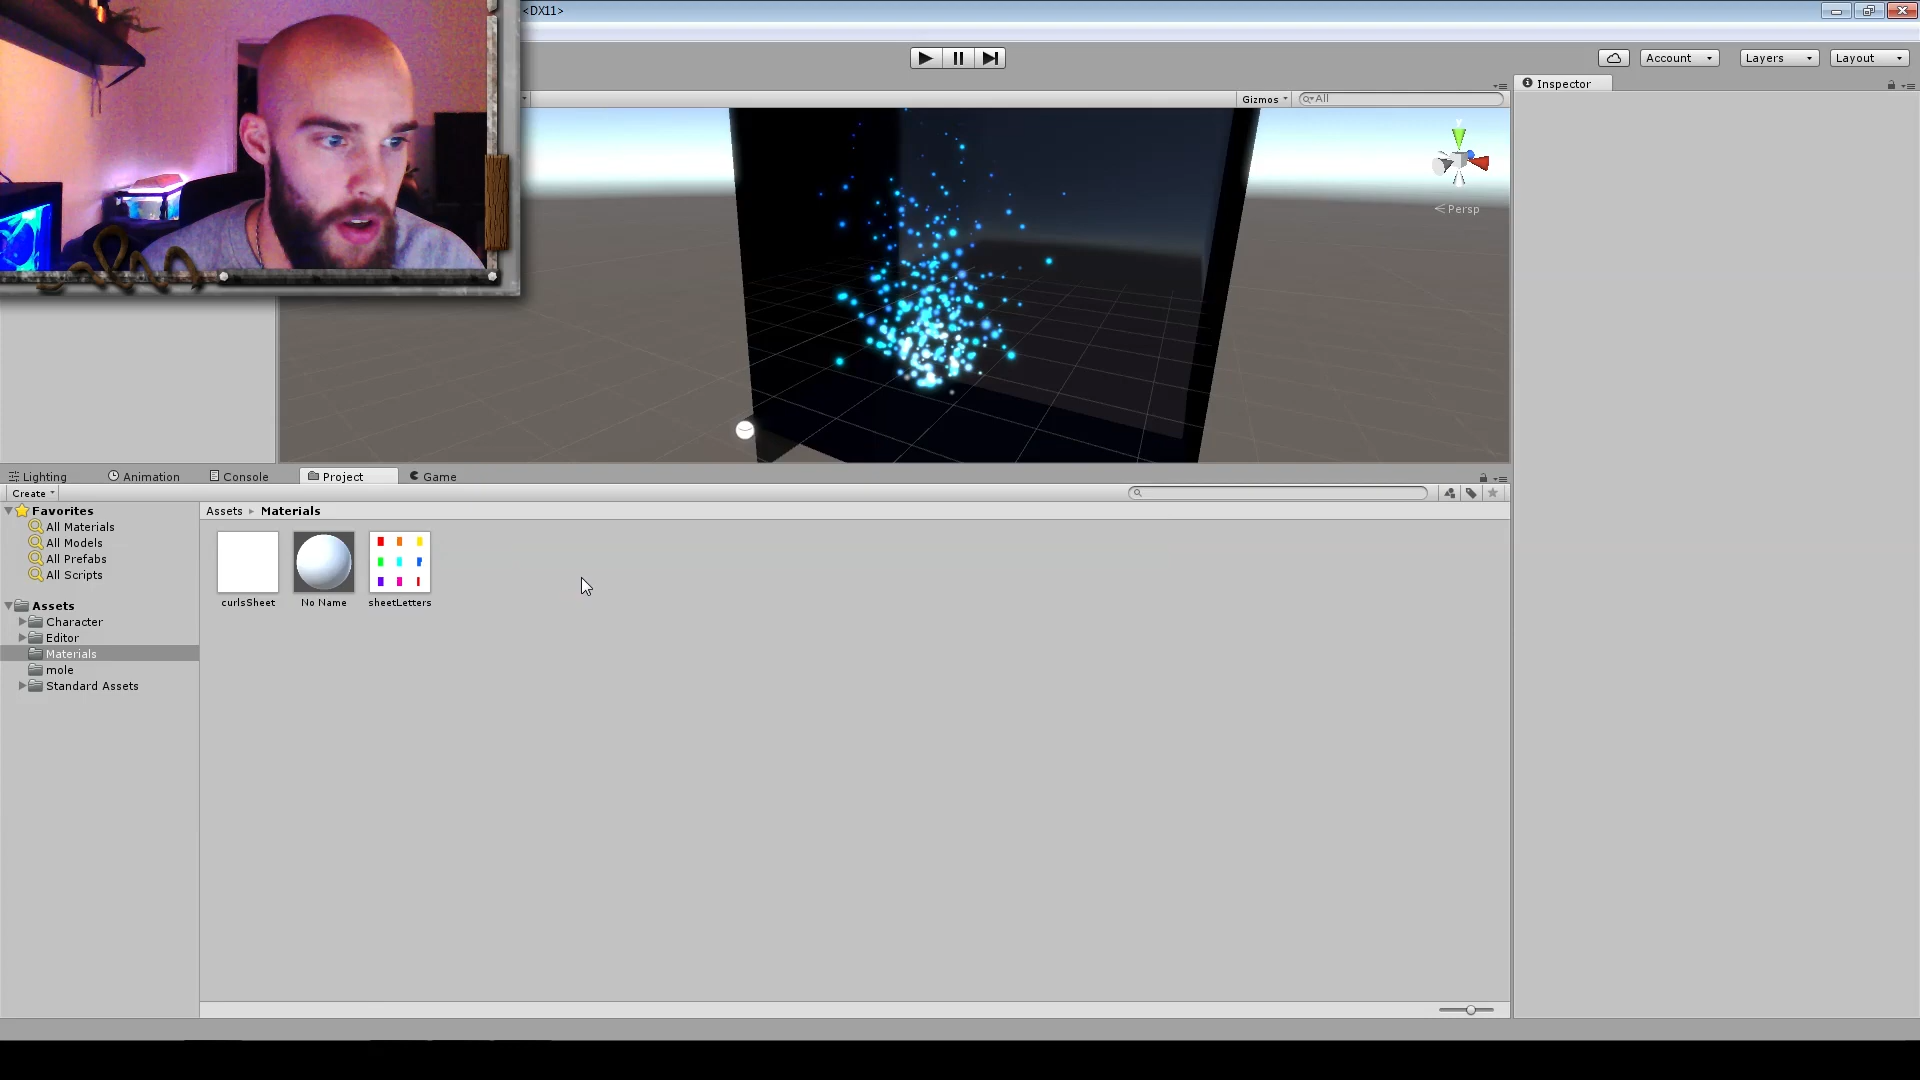 <DX11>
Account
Layers
Layout
Inspector
Gizmos
All
y
Persp
Lighting
Animation
Console
Project
Game
Create
Favorites
All Materials
All Models
All Prefabs
All Scripts
Assets
Character
Editor
Materials
mole
Standard Assets
Assets
Materials
curlsSheet
No Name
sheetLetters